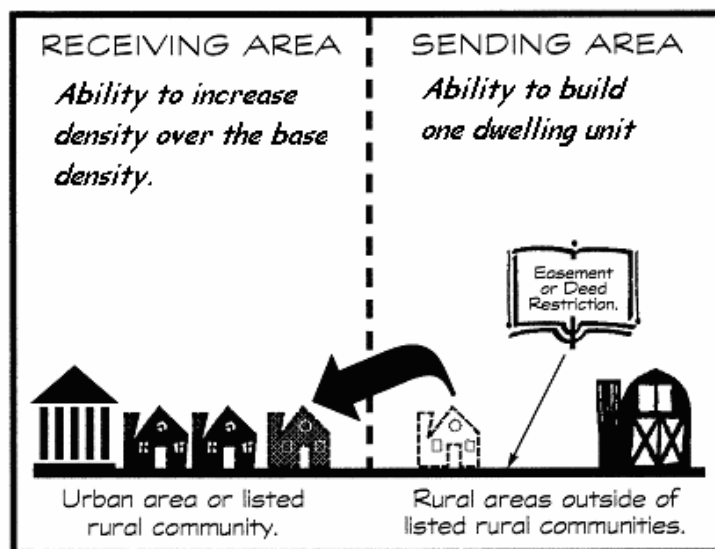 RECEIVING AREA
Ability to increase
density over the base
density.
Urban area or listed
rural community.
SENDING AREA
Ability to build
one dwelling unit
Easement
or Deed
Restriction.
Rural areas outside of
listed rural communities.